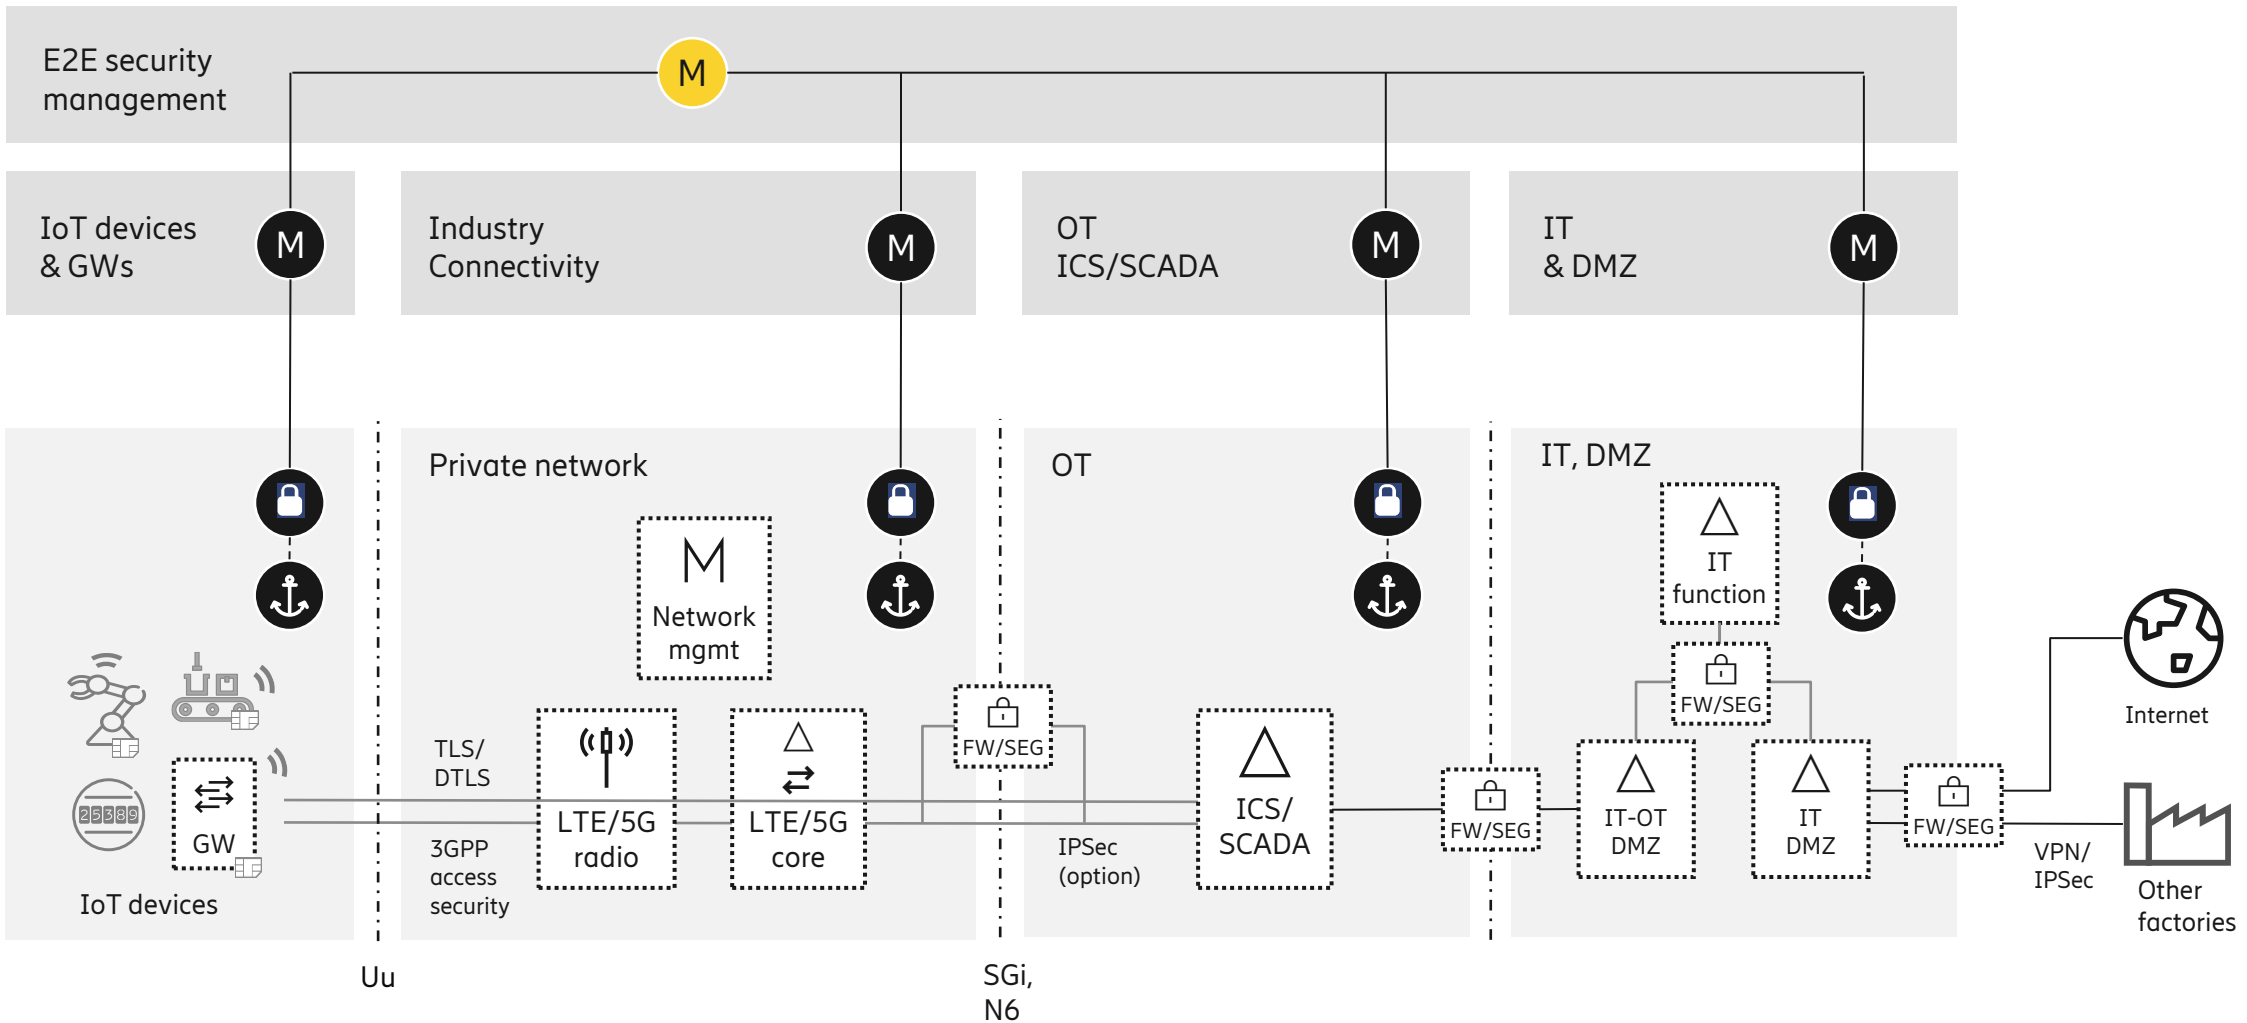 E2E security
management
M
IoT devices
& GWs
M
Industry
Connectivity
M
OT
ICS/SCADA
M
IT
& DMZ
M
Private network
OT
IT, DMZ
M
Network
mgmt
IT
function
FW/SEG
FW/SEG
TLS/
DTLS
3GPP
access
security
LTE/5G
radio
LTE/5G
core
IPSec
(option)
ICS/
SCADA
FW/SEG
IT-OT
DMZ
IT
DMZ
FW/SEG
VPN/
IPSec
Internet
Other
factories
25389
GW
IoT devices
Uu
SGi,
N6